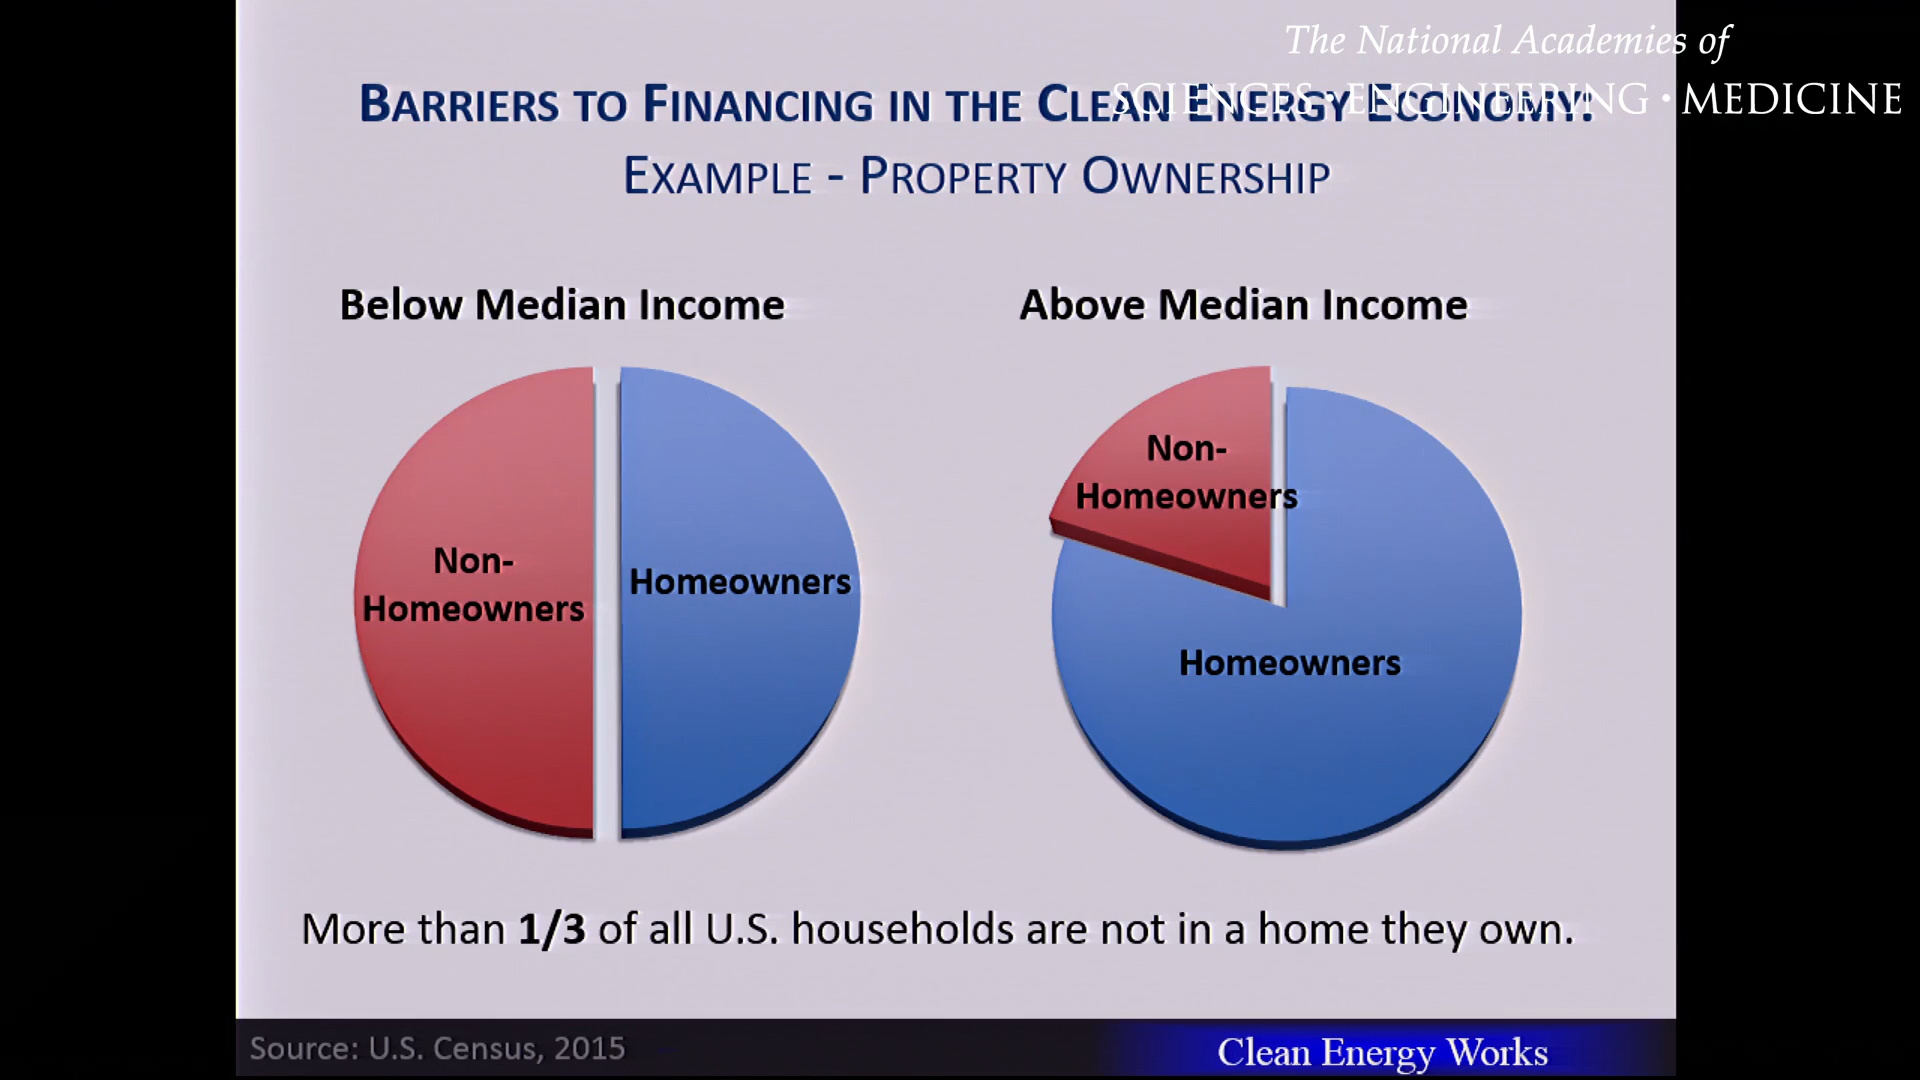 The National Academies of
SCIENCES · ENGINEERING · MEDICINE
BARRIERS TO FINANCING IN THE CLEAN ENERGY ECONOMY:
EXAMPLE - PROPERTY OWNERSHIP
Below Median Income
Above Median Income
Non-
Homeowners
Homeowners
Non-
Homeowners
Homeowners
More than 1/3 of all U.S. households are not in a home they own.
Source: U.S. Census, 2015
Clean Energy Works